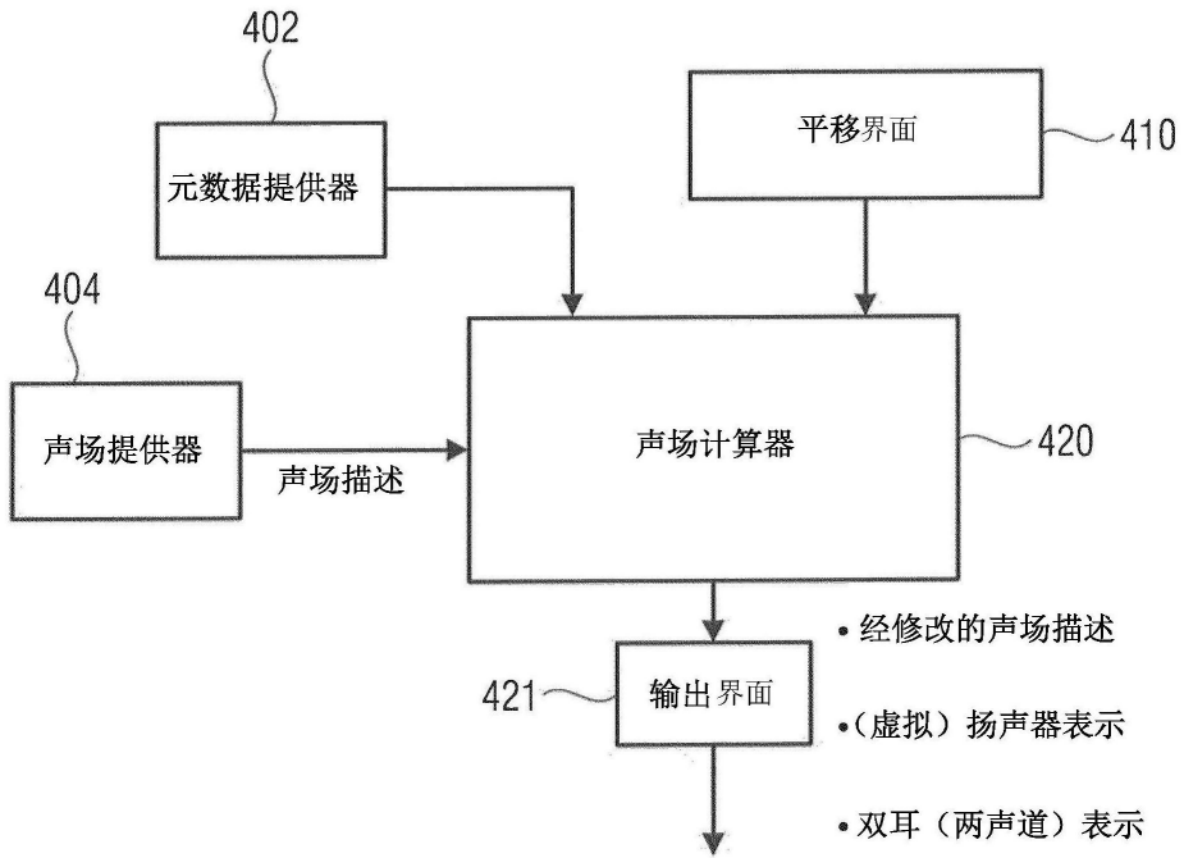 402
平移界面
410
元数据提供器
404
声场提供器
声场描述
声场计算器
420
• 经修改的声场描述
421
输出界面
•（虚拟）扬声器表示
• 双耳（两声道）表示